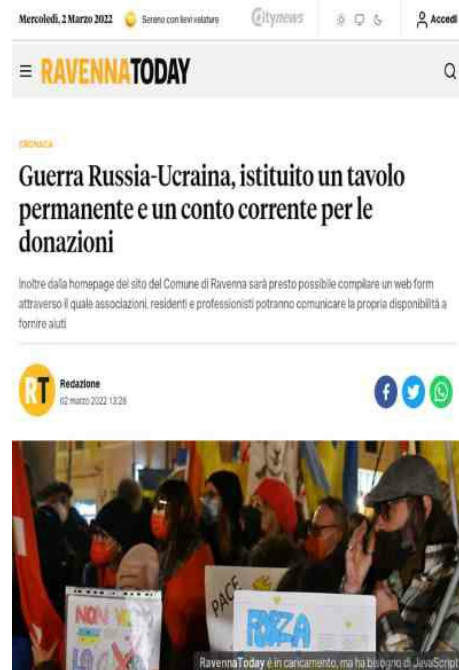 Mercoledì, 2 Marzo 2022
Sereno con lievi velature
Citynews
Accedi
RAVENNATODAY
CRONACA
Guerra Russia-Ucraina, istituito un tavolo
permanente e un conto corrente per le
donazioni
Inoltre dalla homepage del sito del Comune di Ravenna sarà presto possibile compilare un web form
attraverso il quale associazioni, residenti e professionisti potranno comunicare la propria disponibilità a
fornire aiuti
RT
Redazione
02 marzo 2022 13:28
PACE
NON
LA
FORZA
RavennaToday è in caricamento, ma ha bisogno di JavaScript